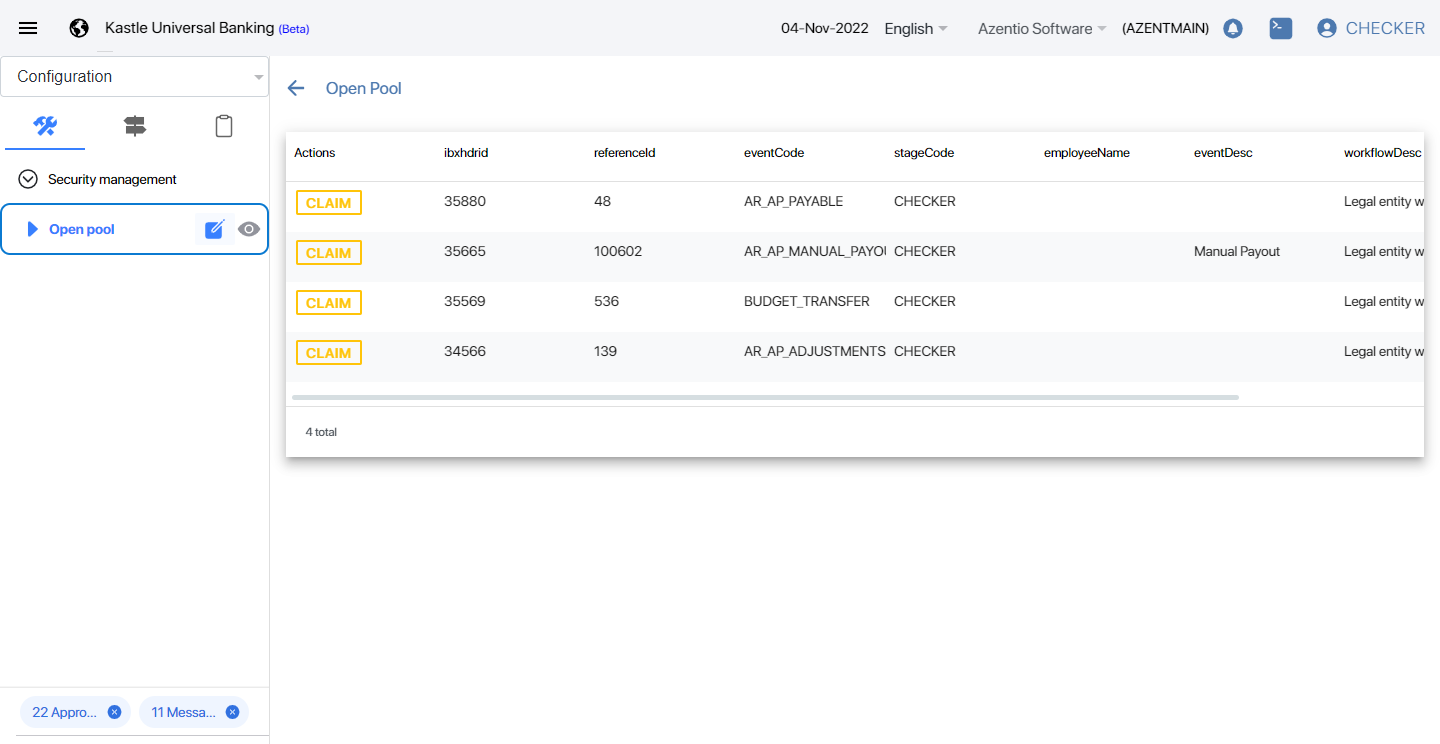 Kastle Universal Banking (Beta) 04-Nov-2022 English Azentio Software (AZENTMAIN) CHECKER
Configuration
Open Pool
Security management
Open pool
Actions ibxhdrid referenceId eventCode stageCode employeeName eventDesc workflowDesc
CLAIM 35880 48 AR_AP_PAYABLE CHECKER Legal entity w
CLAIM 35665 100602 AR_AP_MANUAL_PAYOU CHECKER Manual Payout Legal entity w
CLAIM 35569 536 BUDGET_TRANSFER CHECKER Legal entity w
CLAIM 34566 139 AR_AP_ADJUSTMENTS CHECKER Legal entity w
4 total
22 Appro... 11 Messa...